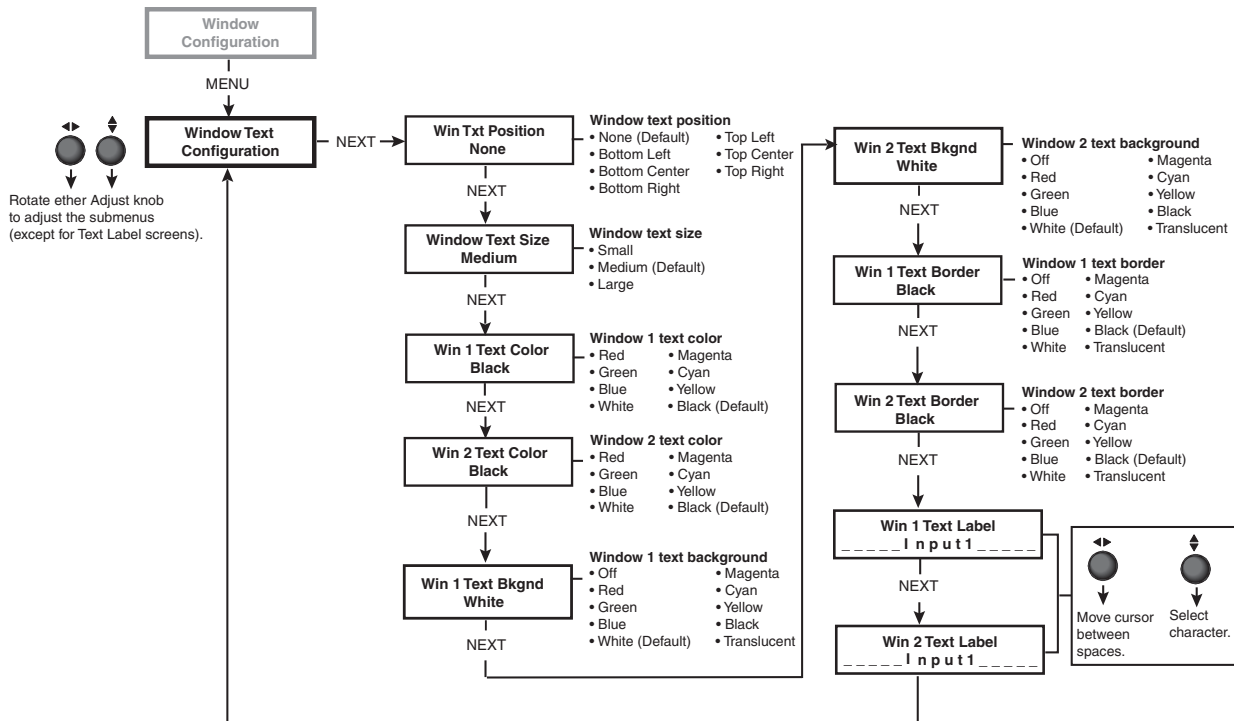 Window
Configuration
MENU
Window Text
Configuration
NEXT
Rotate ether Adjust knob
to adjust the submenus
(except for Text Label screens).
Win Txt Position
None
Window text position
• None (Default)
• Bottom Left
• Bottom Center
• Bottom Right
• Top Left
• Top Center
• Top Right
NEXT
Window Text Size
Medium
Window text size
• Small
• Medium (Default)
• Large
NEXT
Win 1 Text Color
Black
Window 1 text color
• Red
• Green
• Blue
• White
• Magenta
• Cyan
• Yellow
• Black (Default)
NEXT
Win 2 Text Color
Black
Window 2 text color
• Red
• Green
• Blue
• White
• Magenta
• Cyan
• Yellow
• Black (Default)
NEXT
Win 1 Text Bkgnd
White
Window 1 text background
• Off
• Red
• Green
• Blue
• White (Default)
• Magenta
• Cyan
• Yellow
• Black
• Translucent
NEXT
Win 2 Text Bkgnd
White
Window 2 text background
• Off
• Red
• Green
• Blue
• White (Default)
• Magenta
• Cyan
• Yellow
• Black
• Translucent
NEXT
Win 1 Text Border
Black
Window 1 text border
• Off
• Red
• Green
• Blue
• White
• Magenta
• Cyan
• Yellow
• Black (Default)
• Translucent
NEXT
Win 2 Text Border
Black
Window 2 text border
• Off
• Red
• Green
• Blue
• White
• Magenta
• Cyan
• Yellow
• Black (Default)
• Translucent
NEXT
Win 1 Text Label
_ _ _ _ _ I n p u t 1 _ _ _ _ _
NEXT
Win 2 Text Label
_ _ _ _ _ I n p u t 1 _ _ _ _ _
Move cursor
between
spaces.
Select
character.